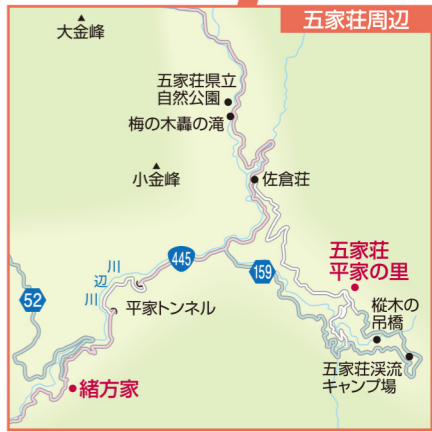 五家荘周辺
大金峰
五家荘県立
自然公園
梅の木轟の滝
小金峰
佐倉荘
445
159
五家荘
平家の里
川
辺
川
52
平家トンネル
樅木の
吊橋
五家荘渓流
キャンプ場
緒方家